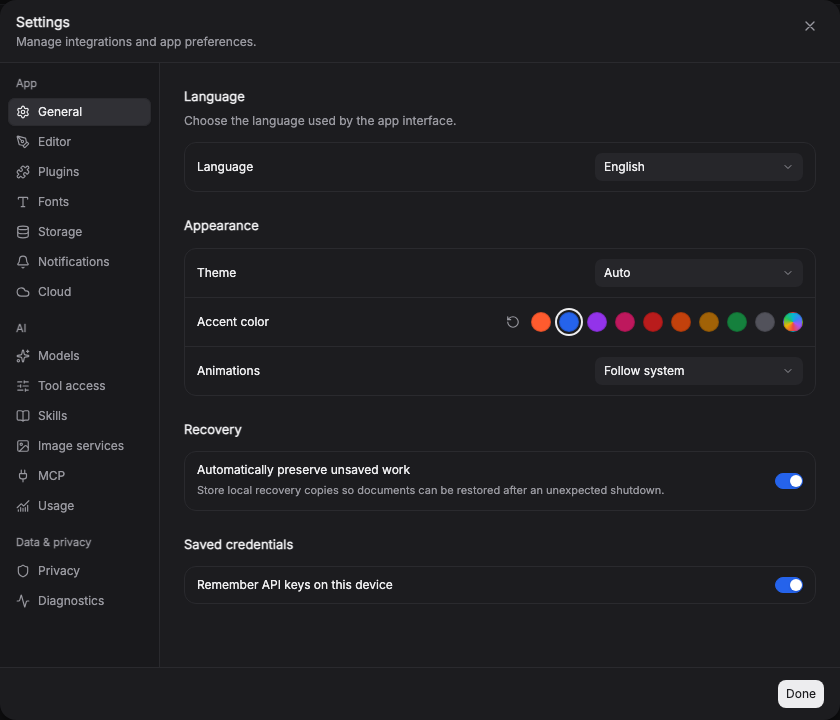 Settings
Manage integrations and app preferences.
App
General
Editor
Plugins
Fonts
Storage
Notifications
Cloud
AI
Models
Tool access
Skills
Image services
MCP
Usage
Data & privacy
Privacy
Diagnostics
Language
Choose the language used by the app interface.
Language English
Appearance
Theme Auto
Accent color
Animations Follow system
Recovery
Automatically preserve unsaved work
Store local recovery copies so documents can be restored after an unexpected shutdown.
Saved credentials
Remember API keys on this device
Done